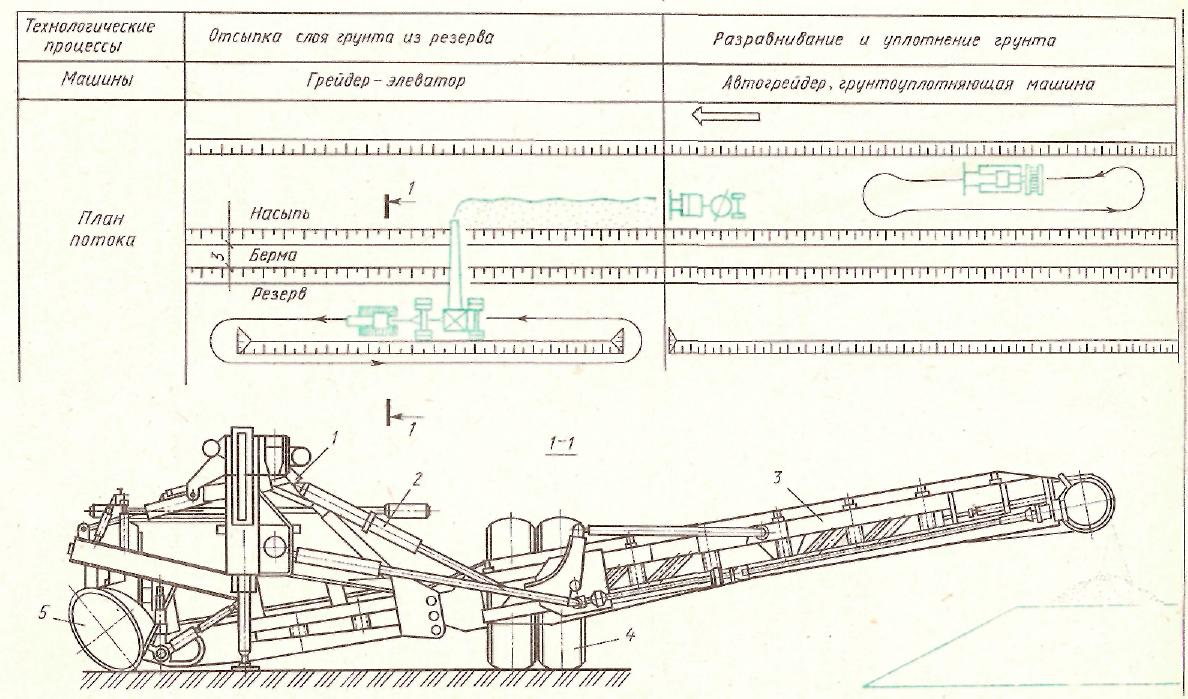 Технологические
процессы
Отсыпка слоя грунта из резерва
Разравнивание и уплотнение грунта
Машины
Грейдер-элеватор
Автогрейдер, грунтоуплотняющая машина
План
потока
1
Насыпь
3
Берма
Резерв
1
1-1
1
2
3
4
5